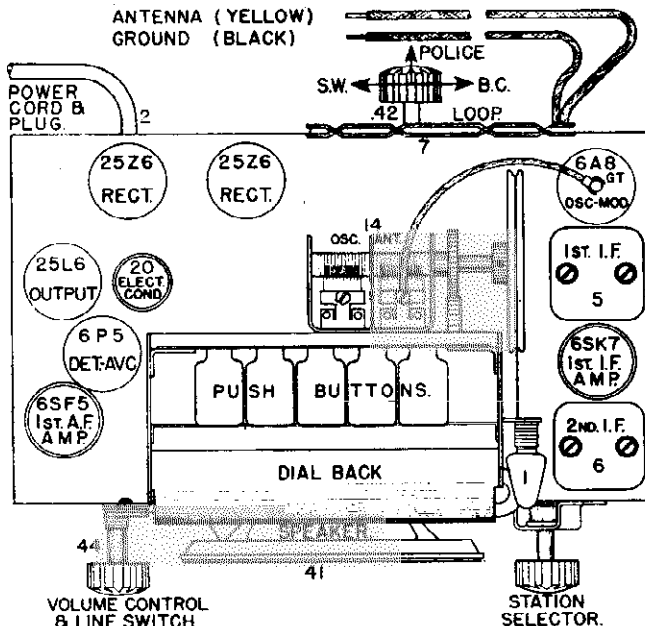 ANTENNA (YELLOW)
GROUND (BLACK)
POLICE
S.W.
B.C.
POWER
CORD &
PLUG.
2
.42
LOOP
7
25Z6
RECT.
25Z6
RECT.
6A8
GT
OSC-MOD.
14
OSC.
ANT.
1ST. I.F.
5
25L6
OUTPUT
20
ELECT.
COND.
6P5
DET-AVC
6SK7
1ST. I.F.
AMP.
6SF5
1ST. A.F.
AMP.
PUSH BUTTONS.
2ND. I.F.
6
DIAL BACK
1
SPEAKER
44
41
VOLUME CONTROL
& LINE SWITCH
STATION
SELECTOR.